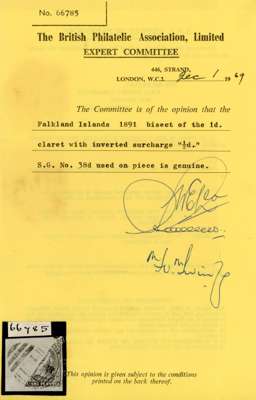 No. 66785
The British Philatelic Association, Limited
EXPERT COMMITTEE
446, STRAND,
LONDON, W.C.2. Dec 1 1969
The Committee is of the opinion that the
Falkland Islands 1891 bisect of the 1d.
claret with inverted surcharge "½d."
S.G. No. 38d used on piece is genuine.
66785
This opinion is given subject to the conditions
printed on the back thereof.